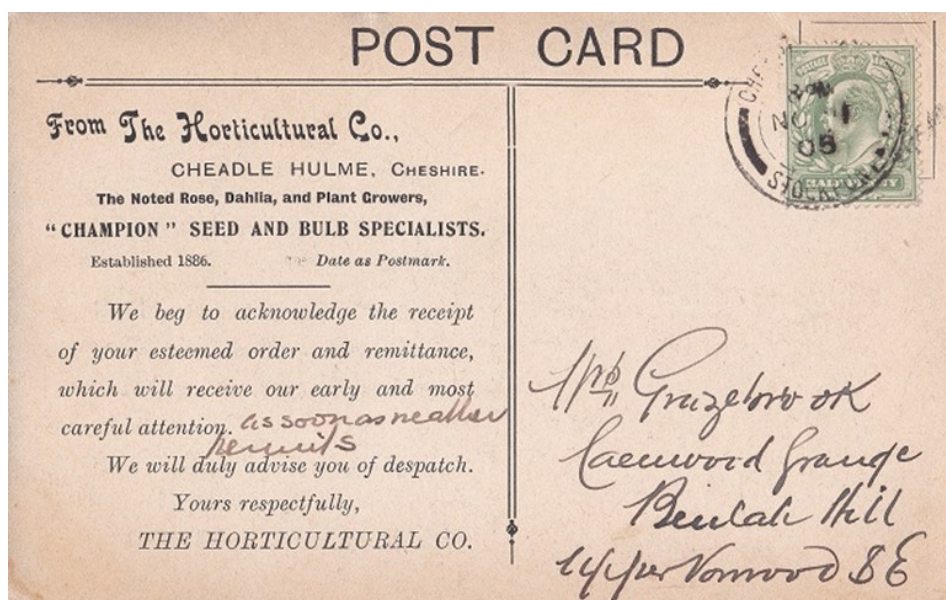 POST CARD
From The Horticultural Co.,
CHEADLE HULME, CHESHIRE.
The Noted Rose, Dahlia, and Plant Growers,
"CHAMPION" SEED AND BULB SPECIALISTS.
Established 1886. Date as Postmark.
We beg to acknowledge the receipt
of your esteemed order and remittance,
which will receive our early and most
careful attention. as soon as weather
permits
We will duly advise you of despatch.
Yours respectfully,
THE HORTICULTURAL CO.
NO 1
05
HALFPENNY
Mrs Grazebrook
Caenwood Grange
Beulah Hill
Upper Norwood S E